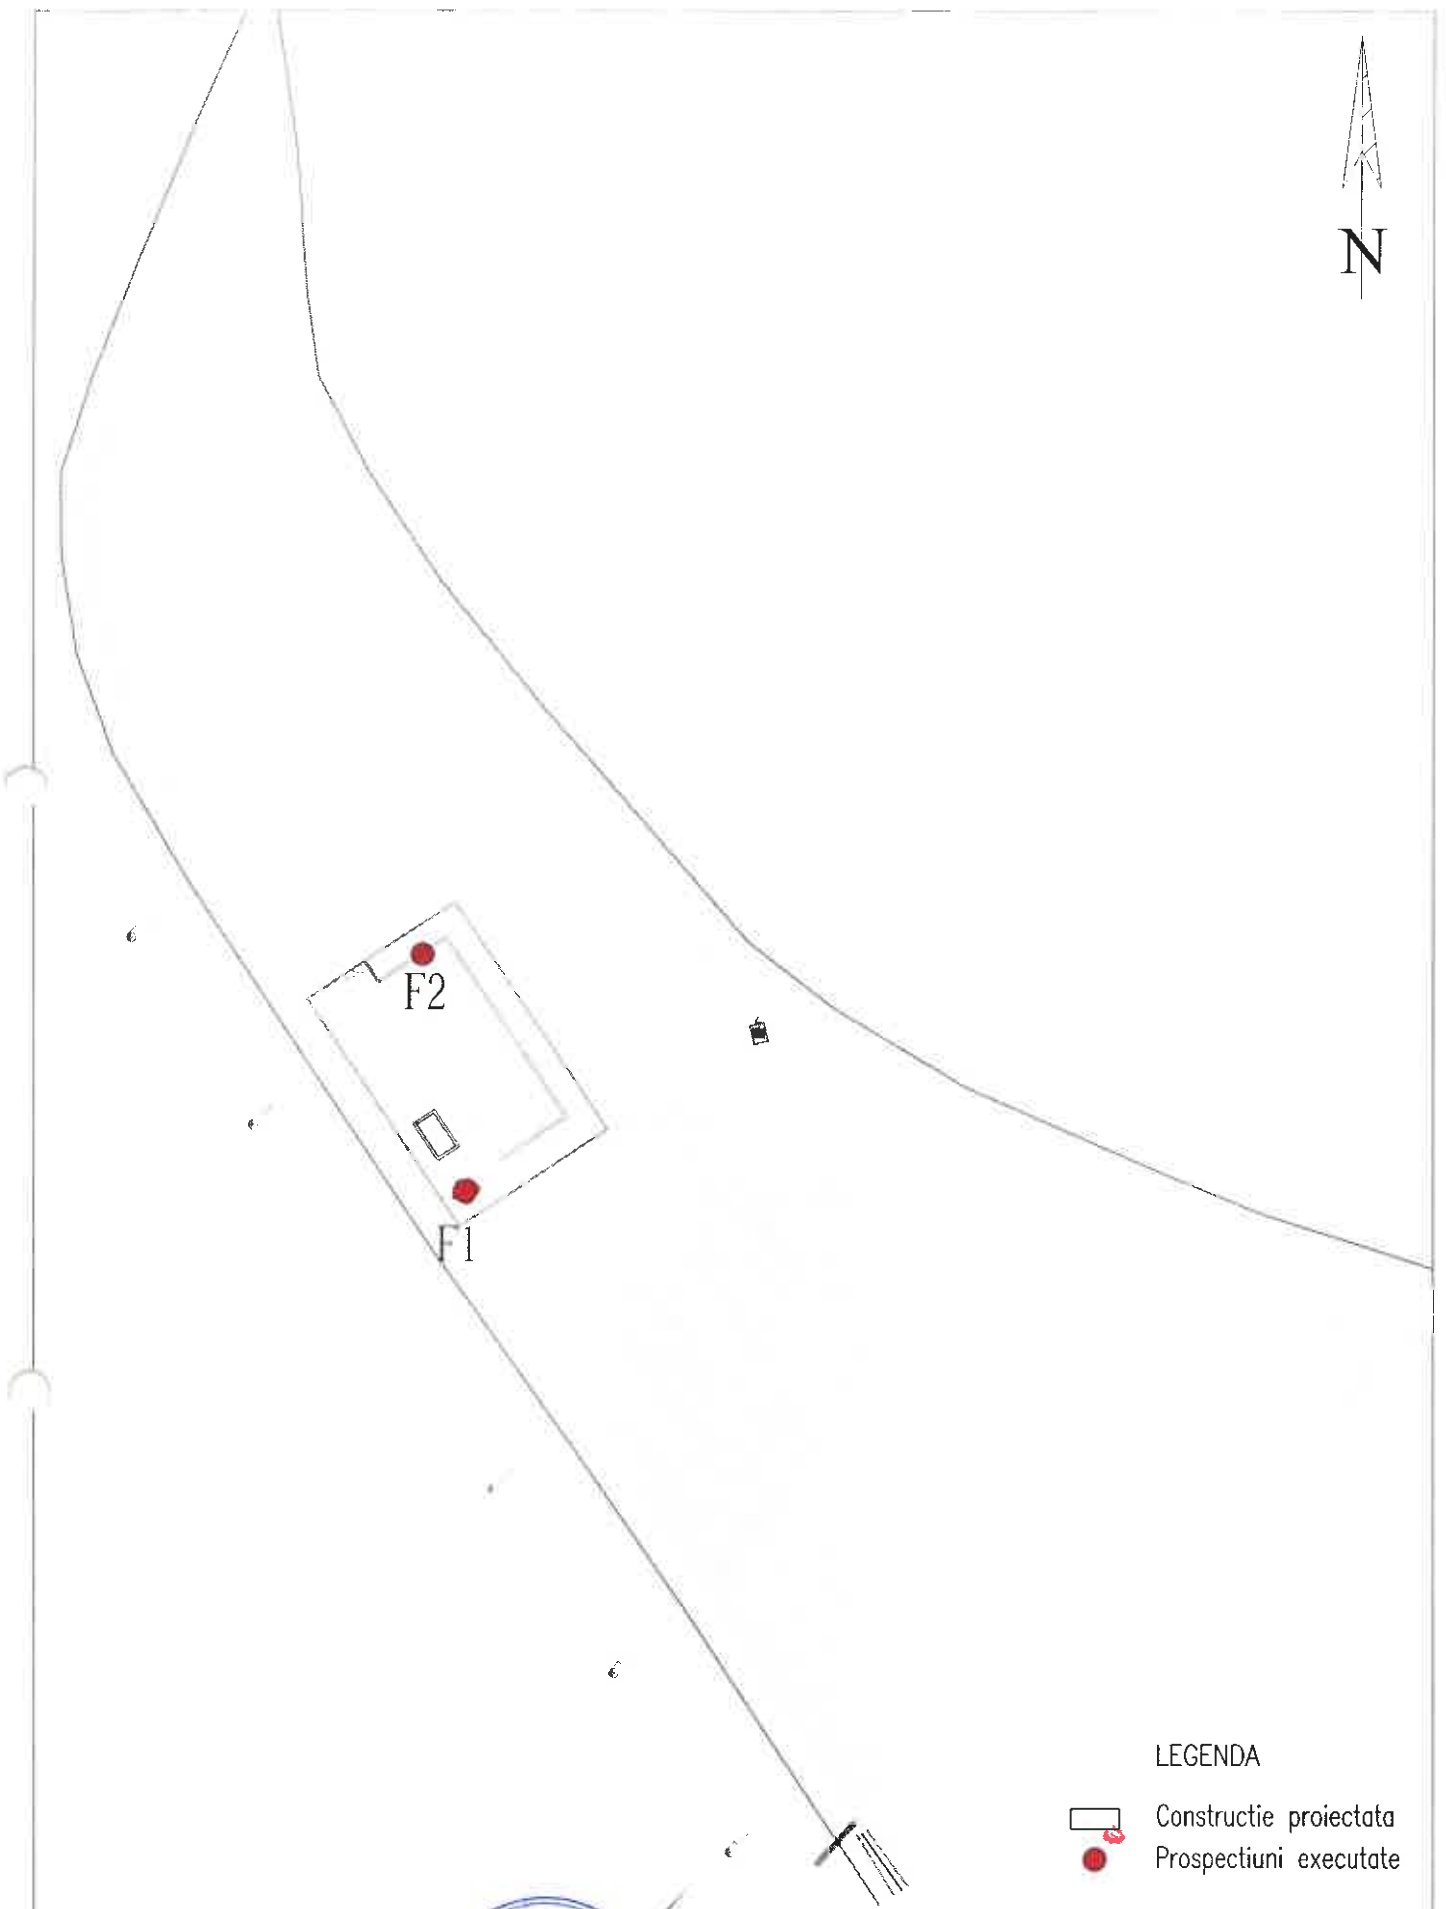 N
F2
F1
LEGENDA
Constructie proiectata
Prospectiuni executate